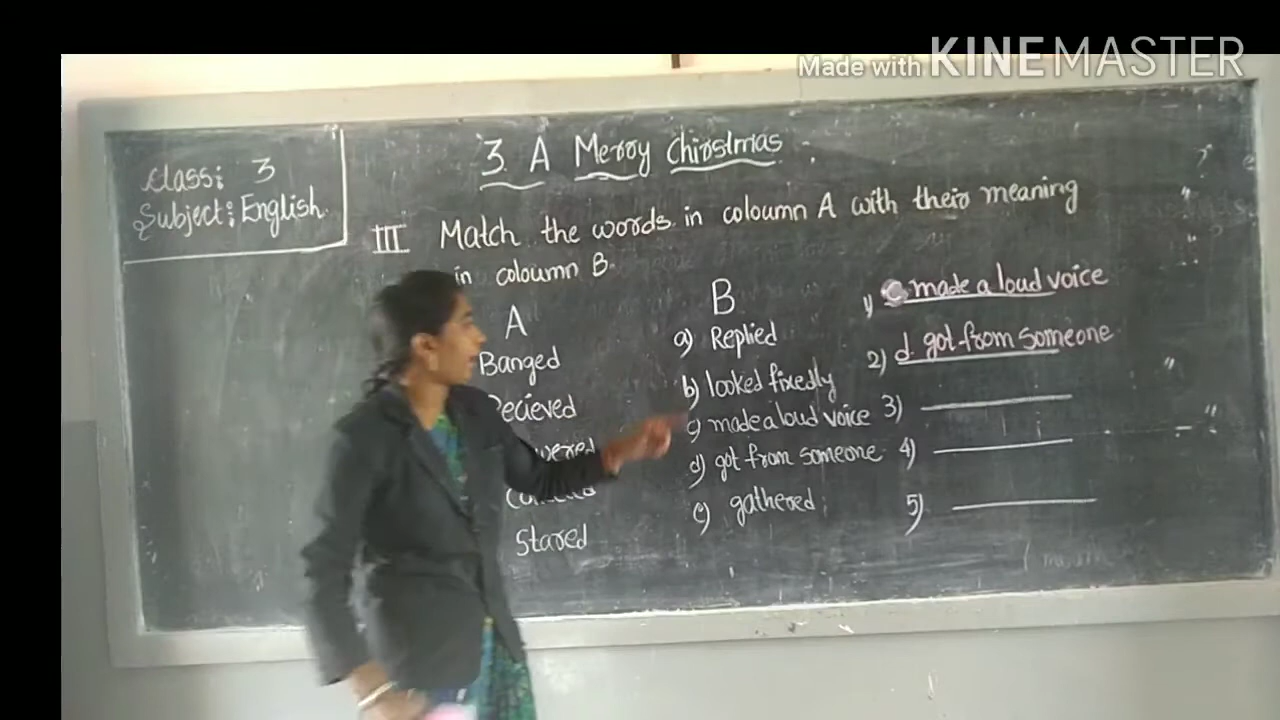 Made with KINEMASTER
Class: 3
Subject: English.
3. A Merry Chirstmas
III Match the words in coloumn A with their meaning
in coloumn B.
A
Banged
Recieved
Stared
B
a) Replied
b) looked fixedly
c) made a loud voice
d) got from someone
e) gathered
1) c made a loud voice
2) d. got from someone
3)
4)
5)